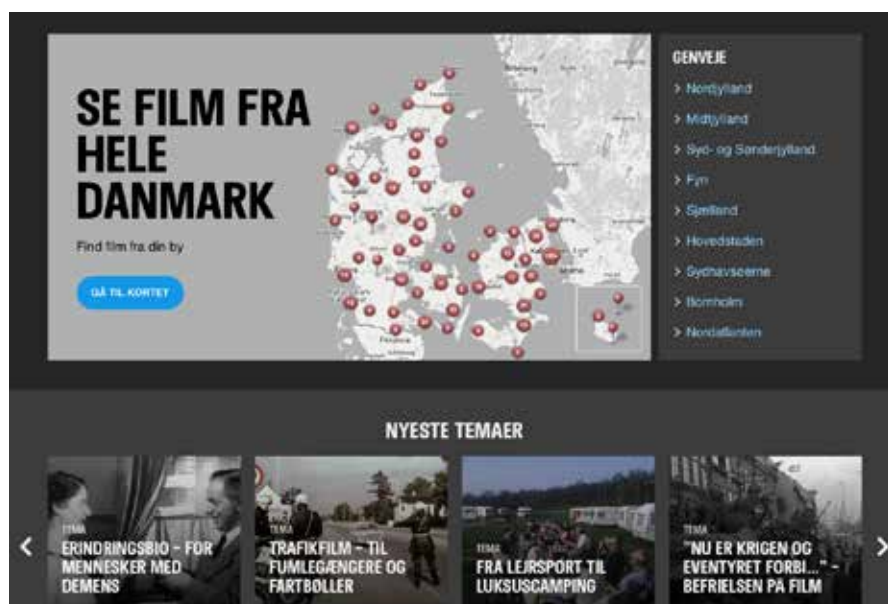 SE FILM FRA
HELE
DANMARK
Find film fra din by
GÅ TIL KORTET
GENVEJE
> Nordjylland
> Midtjylland
> Syd- og Sønderjylland
> Fyn
> Sjælland
> Hovedstaden
> Sydhavsøerne
> Bornholm
> Nordatlanten
NYESTE TEMAER
TEMA
ERINDRINGSBIO – FOR
MENNESKER MED
DEMENS
TEMA
TRAFIKFILM – TIL
FUMLEGÆNGERE OG
FARTBØLLER
TEMA
FRA LEJRSPORT TIL
LUKSUSCAMPING
TEMA
"NU ER KRIGEN OG
EVENTYRET FORBI..." –
BEFRIELSEN PÅ FILM